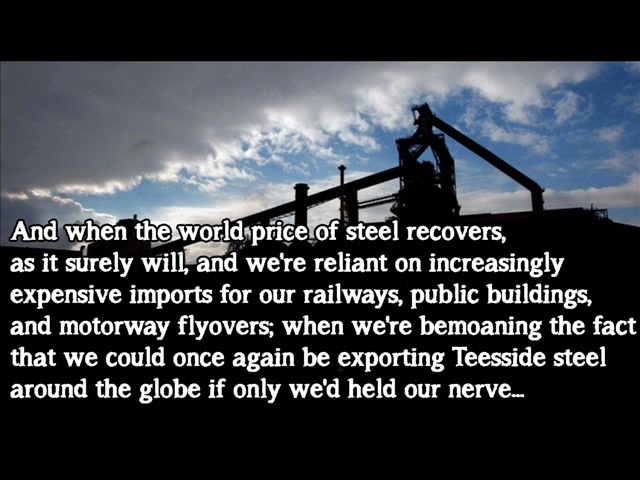 And when the world price of steel recovers,
as it surely will, and we're reliant on increasingly
expensive imports for our railways, public buildings,
and motorway flyovers; when we're bemoaning the fact
that we could once again be exporting Teesside steel
around the globe if only we'd held our nerve...